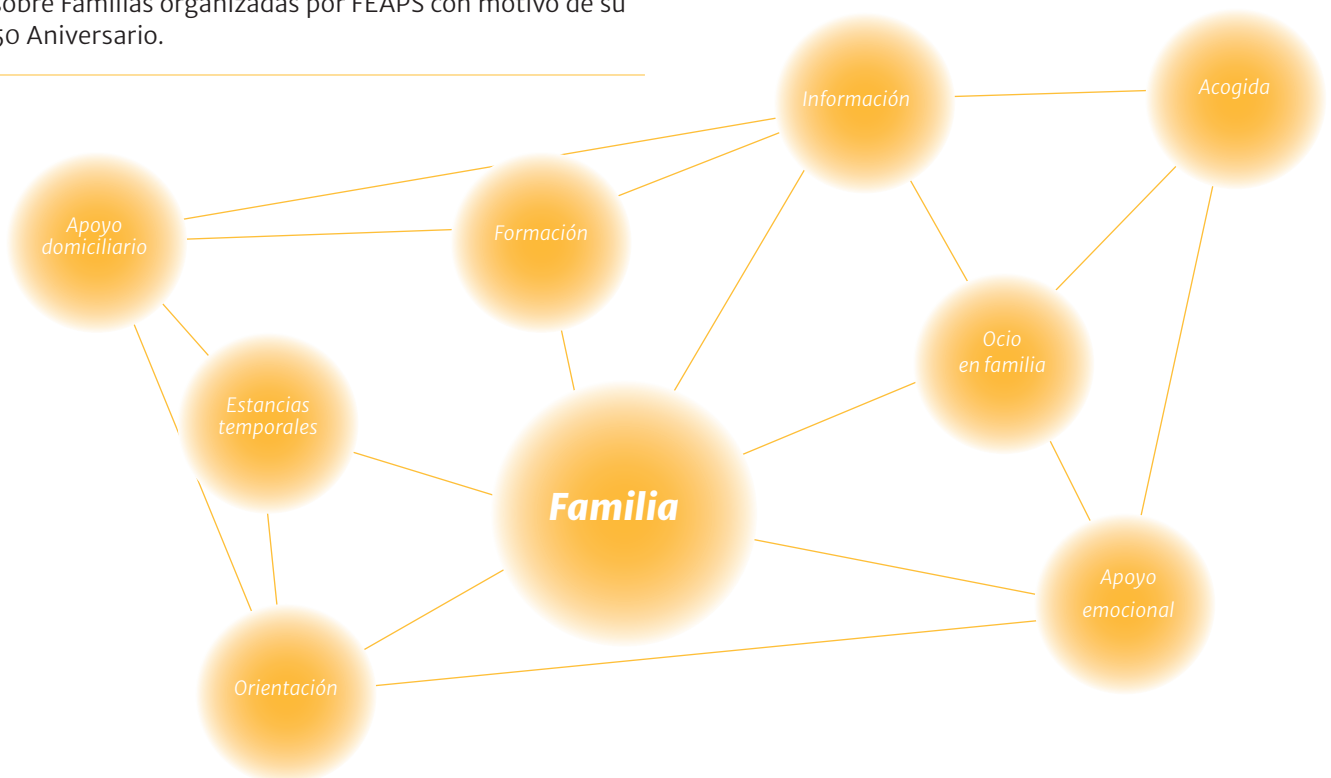 sobre Familias organizadas por FEAPS con motivo de su
50 Aniversario.
Información
Acogida
Apoyo
domiciliario
Formación
Ocio
en familia
Estancias
temporales
Familia
Apoyo
emocional
Orientación